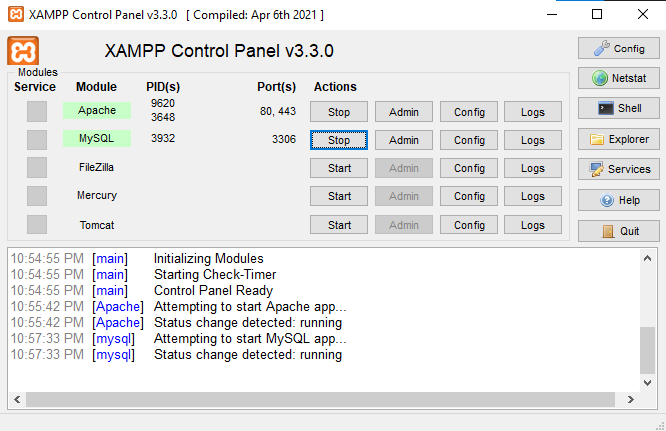 XAMPP Control Panel v3.3.0   [ Compiled: Apr 6th 2021 ]
XAMPP Control Panel v3.3.0
Config
Modules
Service Module PID(s) Port(s) Actions
Netstat
Apache 9620 3648 80, 443 Stop Admin Config Logs
Shell
MySQL 3932 3306 Stop Admin Config Logs
Explorer
FileZilla Start Admin Config Logs
Services
Mercury Start Admin Config Logs
Help
Tomcat Start Admin Config Logs
Quit
10:54:55 PM [main] Initializing Modules
10:54:55 PM [main] Starting Check-Timer
10:54:55 PM [main] Control Panel Ready
10:55:42 PM [Apache] Attempting to start Apache app...
10:55:42 PM [Apache] Status change detected: running
10:57:33 PM [mysql] Attempting to start MySQL app...
10:57:33 PM [mysql] Status change detected: running